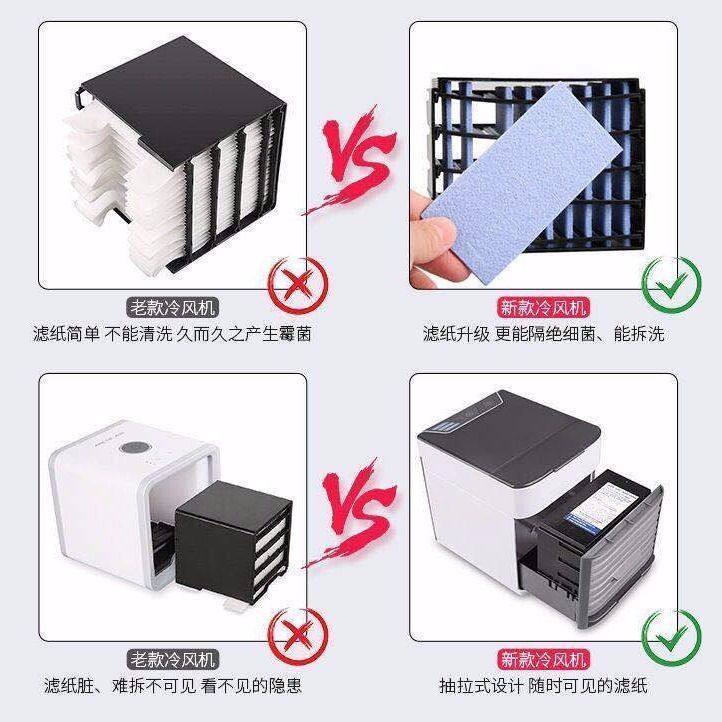 VS
老款冷风机
新款冷风机
滤纸简单 不能清洗 久而久之产生霉菌
滤纸升级 更能隔绝细菌、能拆洗
VS
老款冷风机
新款冷风机
滤纸脏、难拆不可见 看不见的隐患
抽拉式设计 随时可见的滤纸